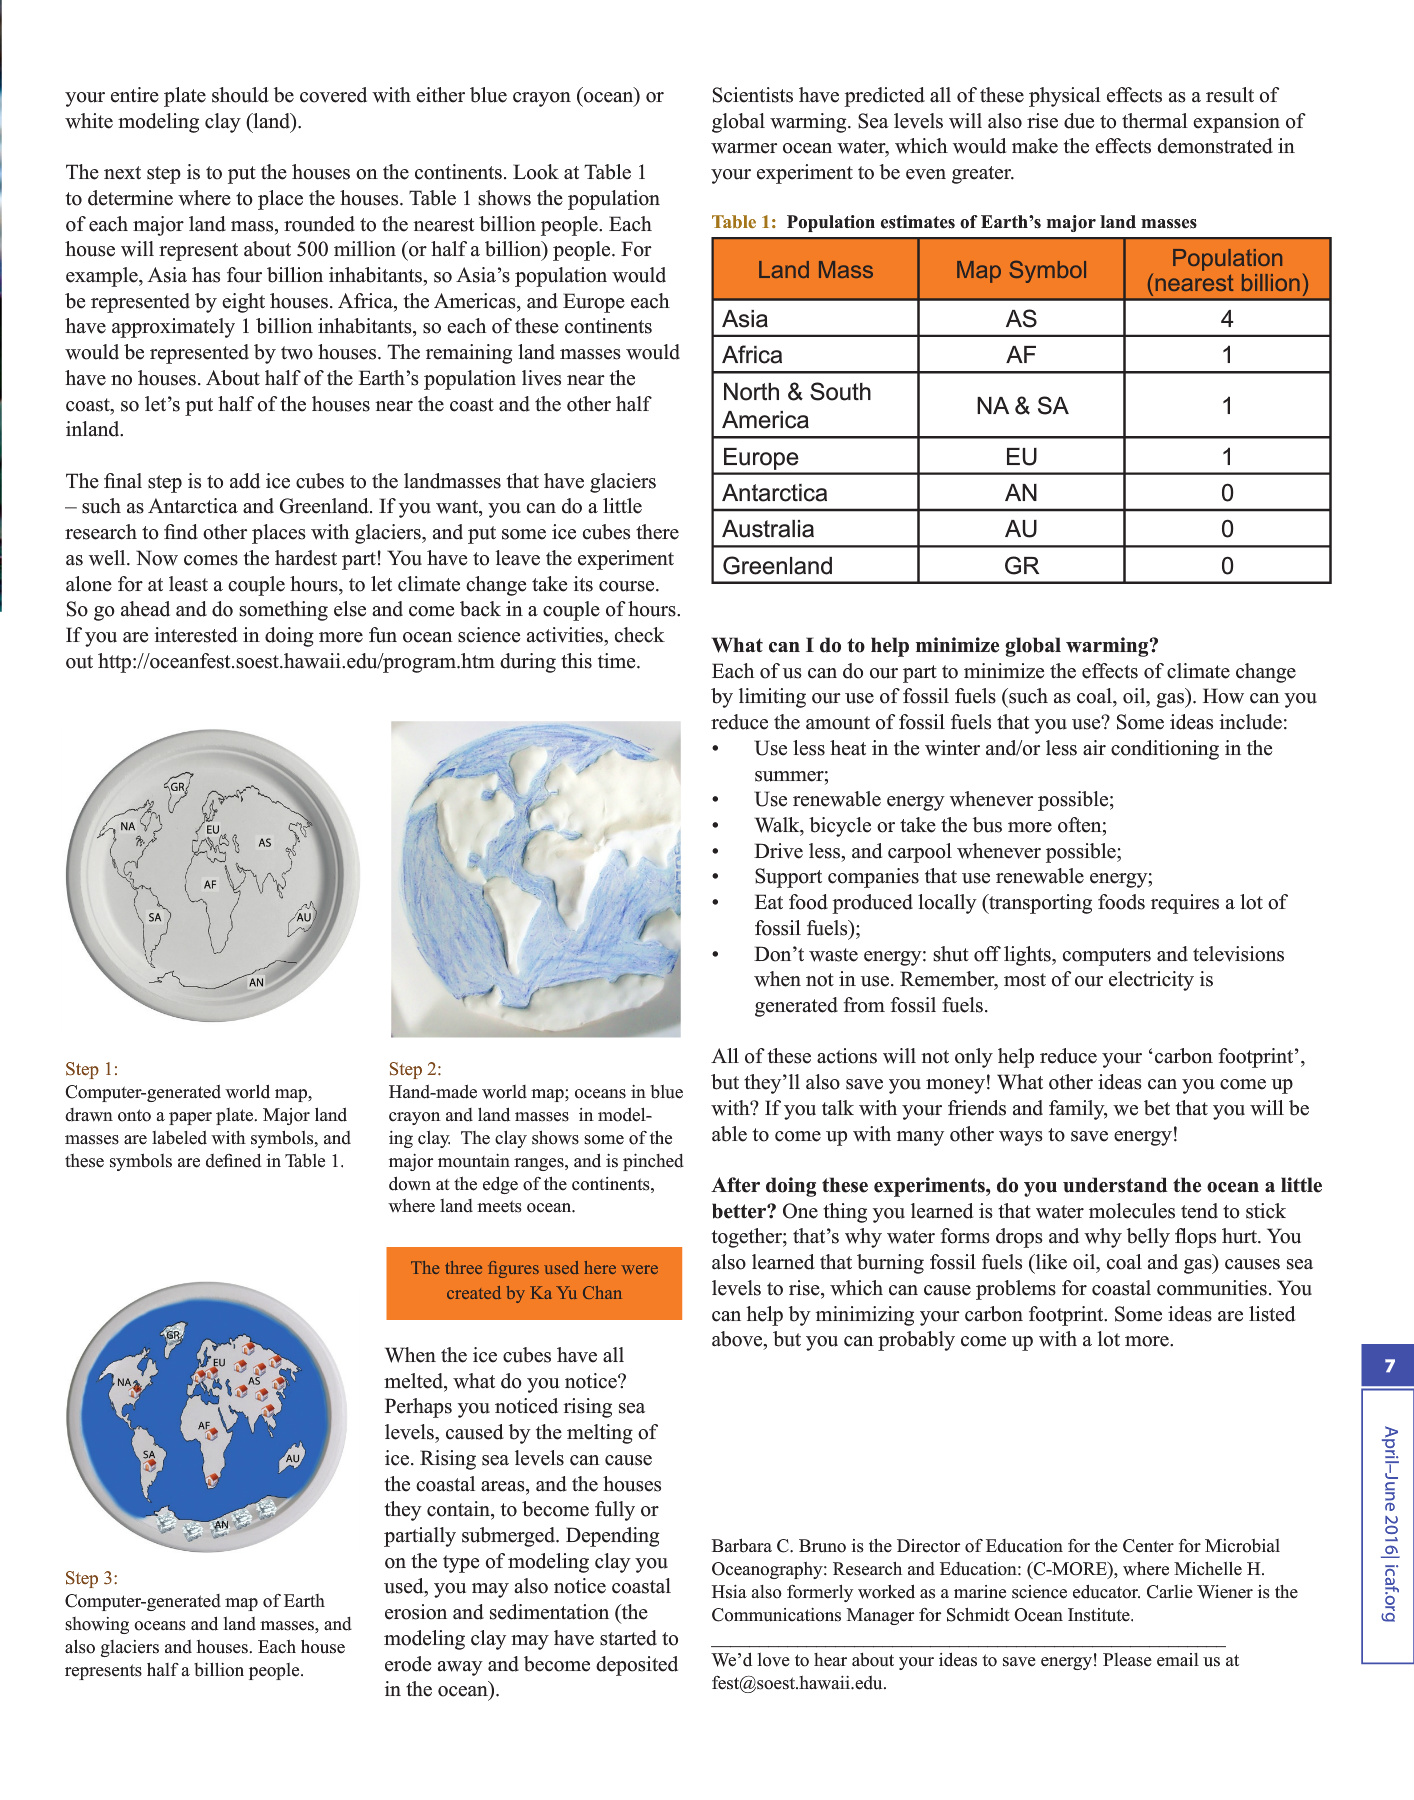 your entire plate should be covered with either blue crayon (ocean) or
white modeling clay (land).
The next step is to put the houses on the continents. Look at Table 1
to determine where to place the houses. Table 1 shows the population
of each major land mass, rounded to the nearest billion people. Each
house will represent about 500 million (or half a billion) people. For
example, Asia has four billion inhabitants, so Asia's population would
be represented by eight houses. Africa, the Americas, and Europe each
have approximately 1 billion inhabitants, so each of these continents
would be represented by two houses. The remaining land masses would
have no houses. About half of the Earth's population lives near the
coast, so let's put half of the houses near the coast and the other half
inland.
The final step is to add ice cubes to the landmasses that have glaciers
– such as Antarctica and Greenland. If you want, you can do a little
research to find other places with glaciers, and put some ice cubes there
as well. Now comes the hardest part! You have to leave the experiment
alone for at least a couple hours, to let climate change take its course.
So go ahead and do something else and come back in a couple of hours.
If you are interested in doing more fun ocean science activities, check
out http://oceanfest.soest.hawaii.edu/program.htm during this time.
GR
NA
EU
AS
AF
SA
AU
AN
Step 1:
Computer-generated world map,
drawn onto a paper plate. Major land
masses are labeled with symbols, and
these symbols are defined in Table 1.
Step 2:
Hand-made world map; oceans in blue
crayon and land masses in model-
ing clay. The clay shows some of the
major mountain ranges, and is pinched
down at the edge of the continents,
where land meets ocean.
The three figures used here were
created by Ka Yu Chan
GR
NA
EU
AS
AF
SA
AU
AN
Step 3:
Computer-generated map of Earth
showing oceans and land masses, and
also glaciers and houses. Each house
represents half a billion people.
When the ice cubes have all
melted, what do you notice?
Perhaps you noticed rising sea
levels, caused by the melting of
ice. Rising sea levels can cause
the coastal areas, and the houses
they contain, to become fully or
partially submerged. Depending
on the type of modeling clay you
used, you may also notice coastal
erosion and sedimentation (the
modeling clay may have started to
erode away and become deposited
in the ocean).
Scientists have predicted all of these physical effects as a result of
global warming. Sea levels will also rise due to thermal expansion of
warmer ocean water, which would make the effects demonstrated in
your experiment to be even greater.
Table 1: Population estimates of Earth's major land masses
Land Mass Map Symbol Population
(nearest billion)
Asia AS 4
Africa AF 1
North & South
America NA & SA 1
Europe EU 1
Antarctica AN 0
Australia AU 0
Greenland GR 0
What can I do to help minimize global warming?
Each of us can do our part to minimize the effects of climate change
by limiting our use of fossil fuels (such as coal, oil, gas). How can you
reduce the amount of fossil fuels that you use? Some ideas include:
• Use less heat in the winter and/or less air conditioning in the
summer;
• Use renewable energy whenever possible;
• Walk, bicycle or take the bus more often;
• Drive less, and carpool whenever possible;
• Support companies that use renewable energy;
• Eat food produced locally (transporting foods requires a lot of
fossil fuels);
• Don't waste energy: shut off lights, computers and televisions
when not in use. Remember, most of our electricity is
generated from fossil fuels.
All of these actions will not only help reduce your 'carbon footprint',
but they'll also save you money! What other ideas can you come up
with? If you talk with your friends and family, we bet that you will be
able to come up with many other ways to save energy!
After doing these experiments, do you understand the ocean a little
better? One thing you learned is that water molecules tend to stick
together; that's why water forms drops and why belly flops hurt. You
also learned that burning fossil fuels (like oil, coal and gas) causes sea
levels to rise, which can cause problems for coastal communities. You
can help by minimizing your carbon footprint. Some ideas are listed
above, but you can probably come up with a lot more.
Barbara C. Bruno is the Director of Education for the Center for Microbial
Oceanography: Research and Education: (C-MORE), where Michelle H.
Hsia also formerly worked as a marine science educator. Carlie Wiener is the
Communications Manager for Schmidt Ocean Institute.
We'd love to hear about your ideas to save energy! Please email us at
fest@soest.hawaii.edu.
7
April–June 2016| icaf.org